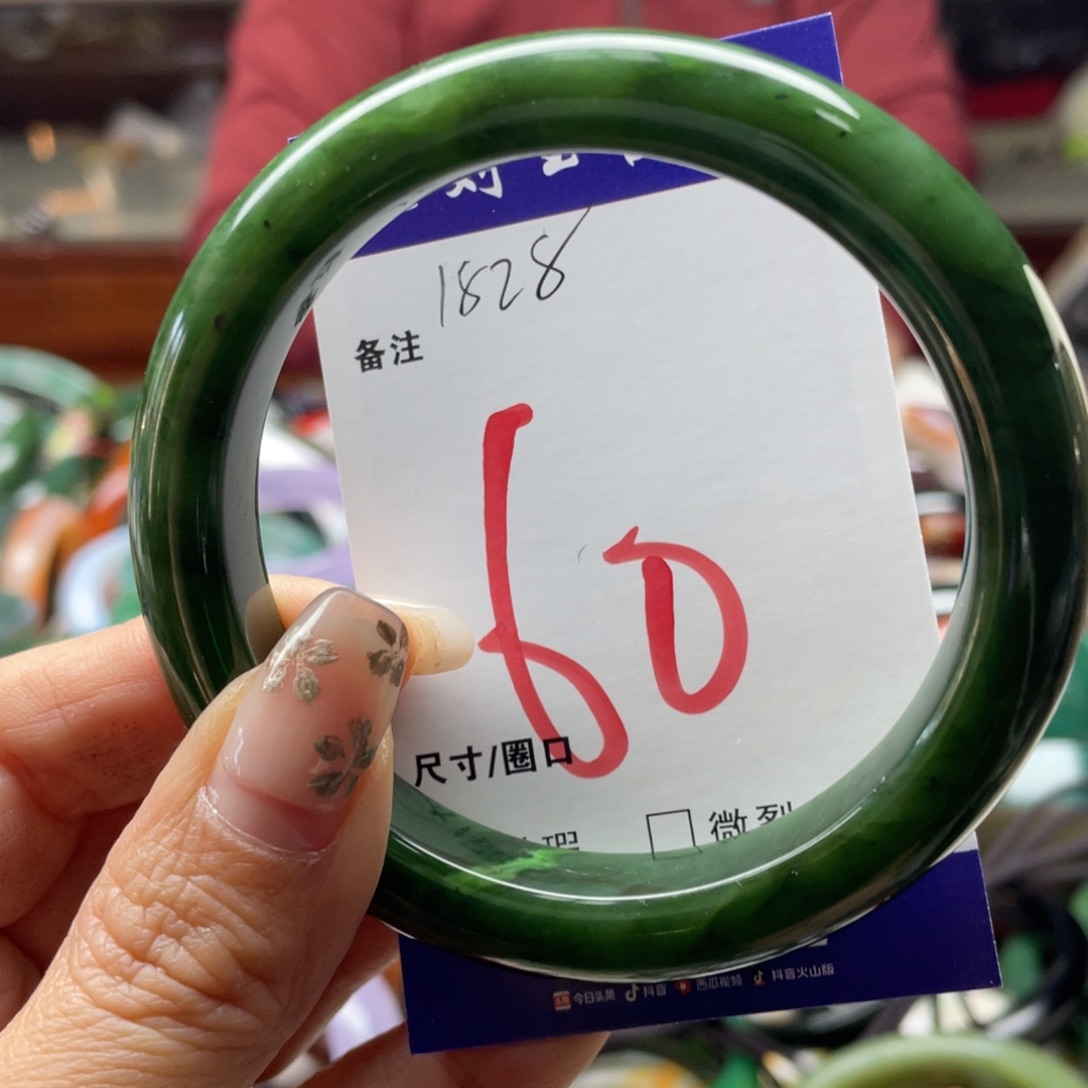 1828
备注
60
尺寸/圈口
微列
今日头条 抖音 西瓜视频 抖音火山版